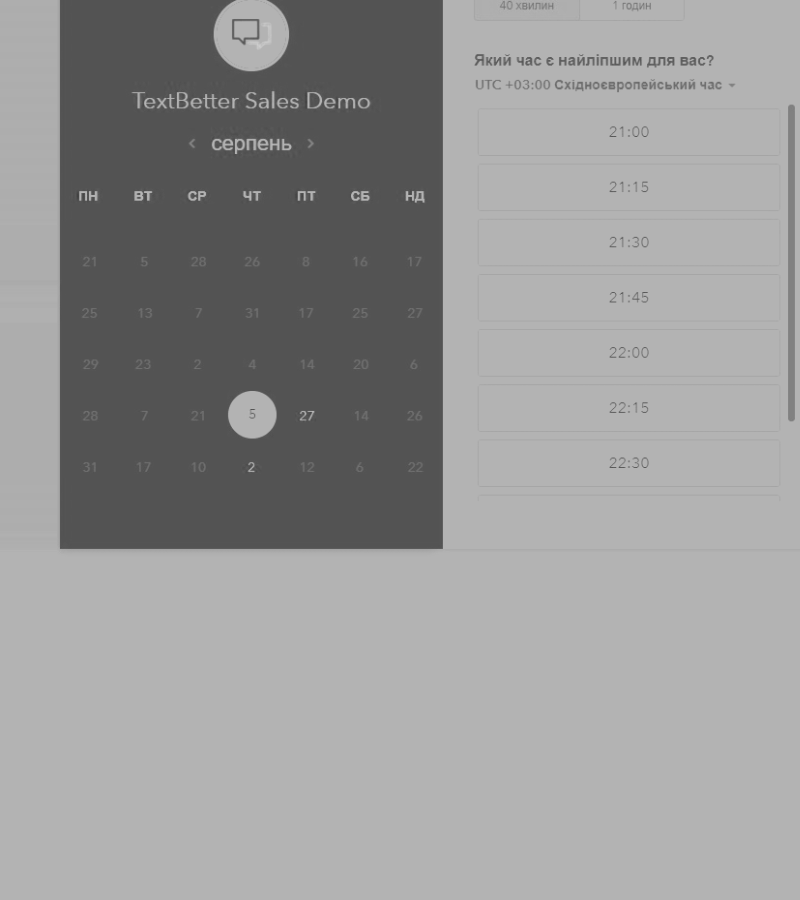 TextBetter Sales Demo
серпень
ПН ВТ СР ЧТ ПТ СБ НД
21 5 28 26 8 16 17
25 13 7 31 17 25 27
29 23 2 4 14 20 6
28 7 21 5 27 14 26
31 17 10 2 12 6 22
40 хвилин 1 годин
Який час є найліпшим для вас?
UTC +03:00 Східноєвропейський час
21:00
21:15
21:30
21:45
22:00
22:15
22:30